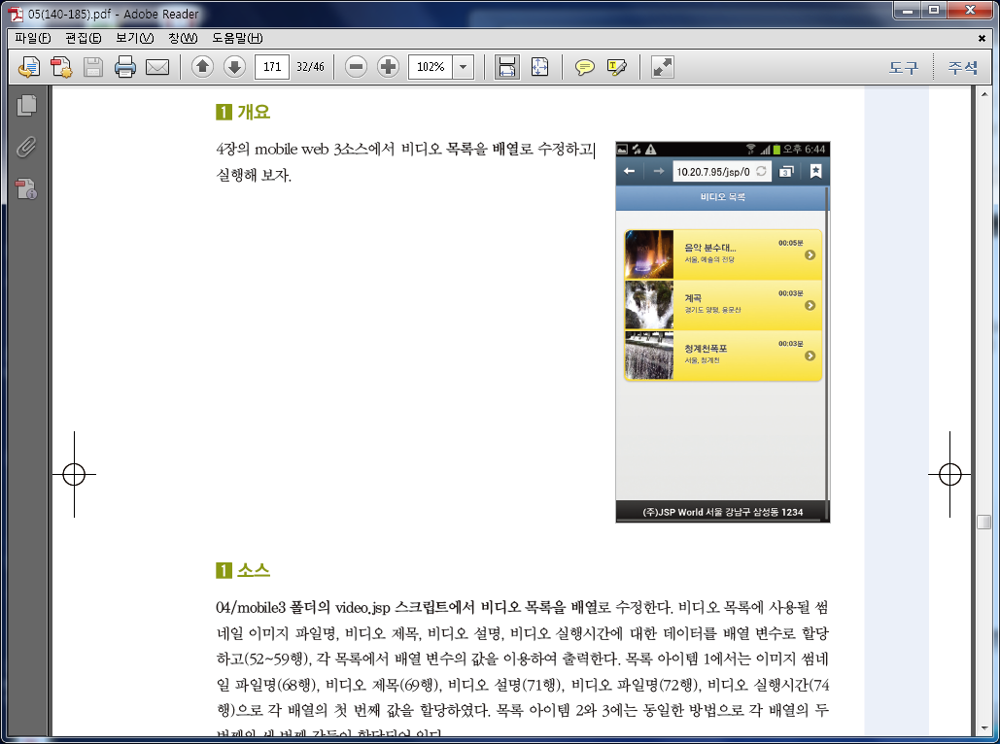 05(140-185).pdf - Adobe Reader
파일(F) 편집(E) 보기(V) 창(W) 도움말(H)
171 32/46 102% 도구 주석
1 개요
4장의 mobile web 3소스에서 비디오 목록을 배열로 수정하고
실행해 보자.
오후 6:44
10.20.7.95/jsp/0 3
비디오 목록
음악 분수대... 00:05분
서울, 예술의 전당
계곡 00:03분
경기도 양평, 용문산
청계천폭포 00:03분
서울, 청계천
(주)JSP World 서울 강남구 삼성동 1234
1 소스
04/mobile3 폴더의 video.jsp 스크립트에서 비디오 목록을 배열로 수정한다. 비디오 목록에 사용될 썸
네일 이미지 파일명, 비디오 제목, 비디오 설명, 비디오 실행시간에 대한 데이터를 배열 변수로 할당
하고(52~59행), 각 목록에서 배열 변수의 값을 이용하여 출력한다. 목록 아이템 1에서는 이미지 썸네
일 파일명(68행), 비디오 제목(69행), 비디오 설명(71행), 비디오 파일명(72행), 비디오 실행시간(74
행)으로 각 배열의 첫 번째 값을 할당하였다. 목록 아이템 2와 3에는 동일한 방법으로 각 배열의 두
번째와 세 번째 값들이 할당되어 있다.